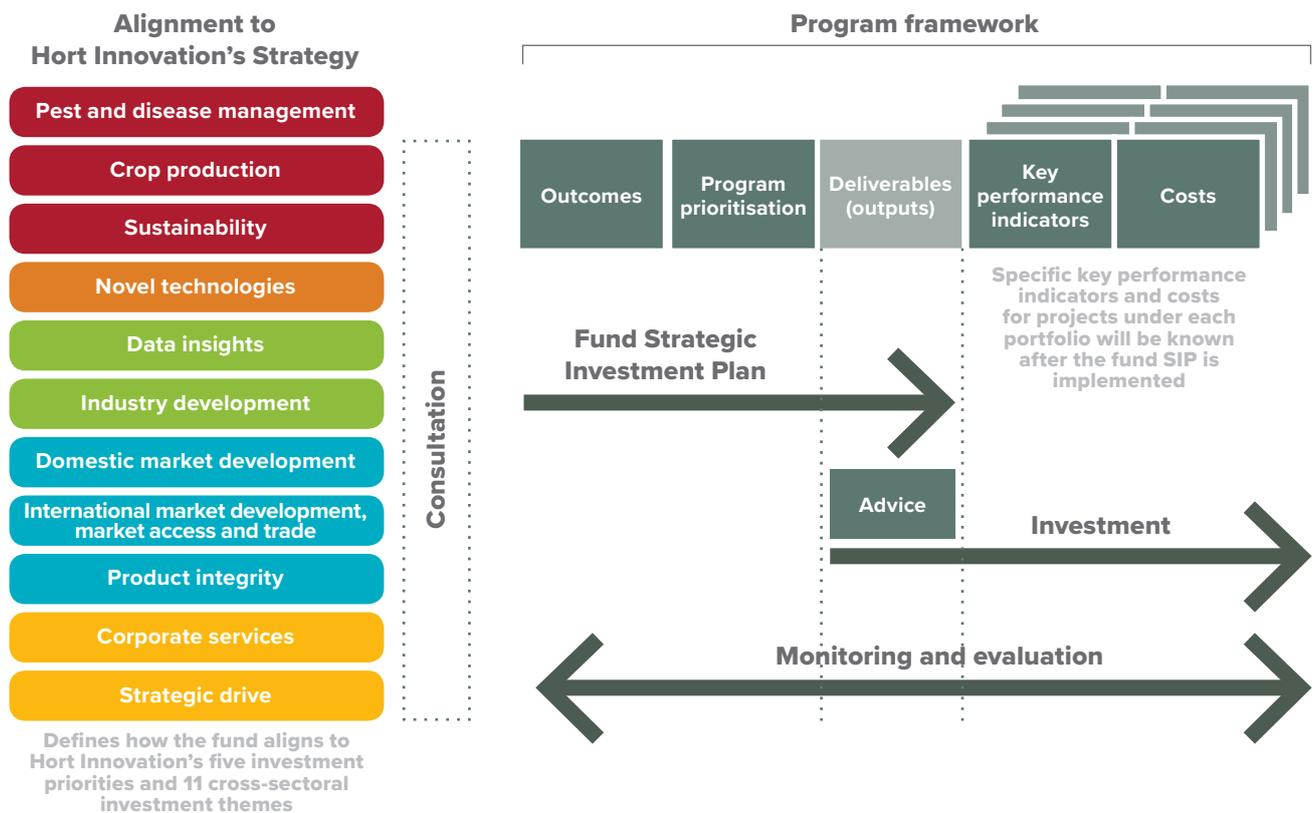 Alignment to
Hort Innovation's Strategy
Pest and disease management
Crop production
Sustainability
Novel technologies
Data insights
Industry development
Domestic market development
International market development,
market access and trade
Product integrity
Corporate services
Strategic drive
Defines how the fund aligns to
Hort Innovation's five investment
priorities and 11 cross-sectoral
investment themes
Consultation
Program framework
Outcomes
Program
prioritisation
Deliverables
(outputs)
Key
performance
indicators
Costs
Specific key performance
indicators and costs
for projects under each
portfolio will be known
after the fund SIP is
implemented
Fund Strategic
Investment Plan
Advice
Investment
Monitoring and evaluation